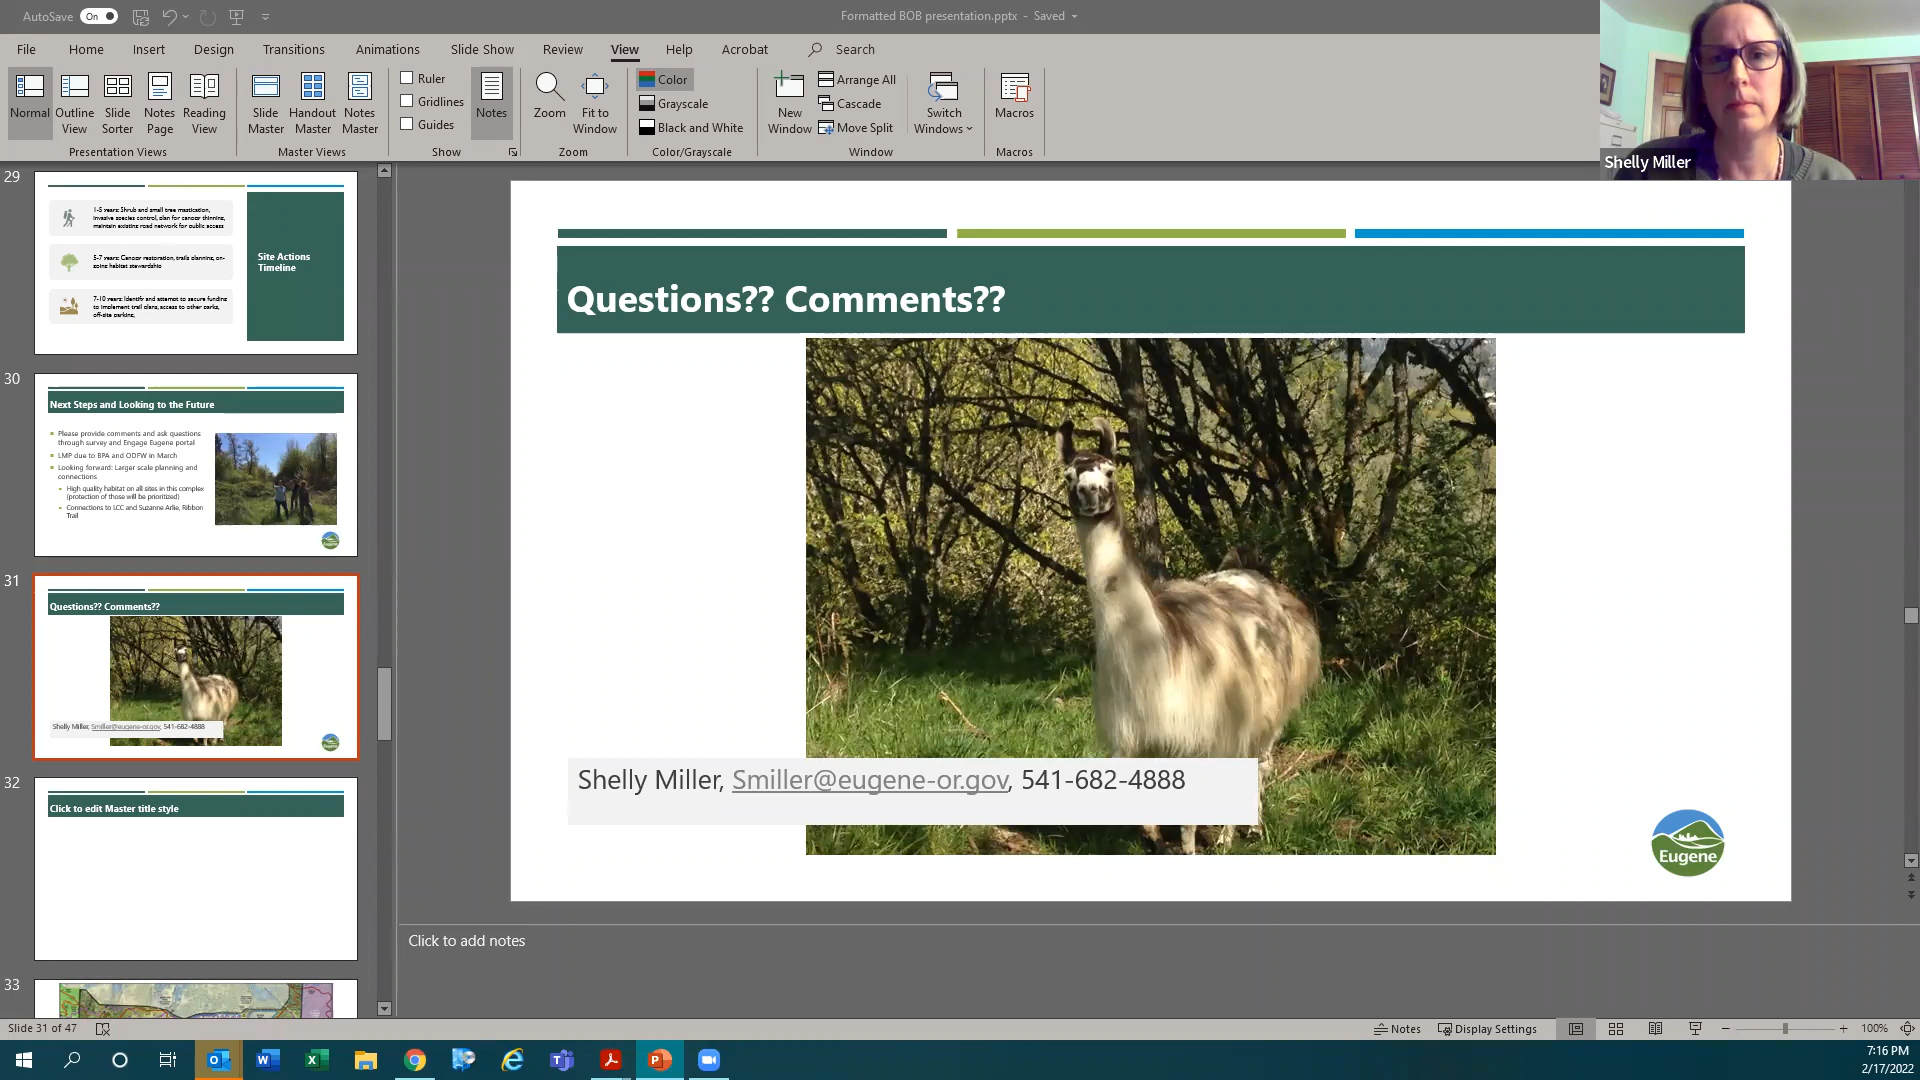 AutoSave On
Formatted BOB presentation.pptx - Saved
File Home Insert Design Transitions Animations Slide Show Review View Help Acrobat Search
Normal Outline View Slide Sorter Notes Page Reading View
Presentation Views
Slide Master Handout Master Notes Master
Master Views
Ruler
Gridlines
Guides
Show
Notes
Zoom Fit to Window
Zoom
Color
Grayscale
Black and White
Color/Grayscale
New Window
Arrange All
Cascade
Move Split
Switch Windows
Window
Macros
Macros
Shelly Miller
29
1-5 years: Shrub and small tree mastication,
invasive species control, plan for canopy thinning,
maintain existing road network for public access
5-7 years: Canopy restoration, trails planning, on-
going habitat stewardship
7-10 years: Identify and attempt to secure funding
to implement trail plans, access to other parks,
off-site parking,
Site Actions
Timeline
30
Next Steps and Looking to the Future
Please provide comments and ask questions
through survey and Engage Eugene portal
LMP due to BPA and ODFW in March
Looking forward: Larger scale planning and
connections
High quality habitat on all sites in this complex
(protection of those will be prioritized)
Connections to LCC and Suzanne Arlie, Ribbon
Trail
31
Questions?? Comments??
Shelly Miller, Smiller@eugene-or.gov, 541-682-4888
32
Click to edit Master title style
33
Questions?? Comments??
Shelly Miller, Smiller@eugene-or.gov, 541-682-4888
Eugene
Click to add notes
Slide 31 of 47
Notes Display Settings 100%
7:16 PM
2/17/2022